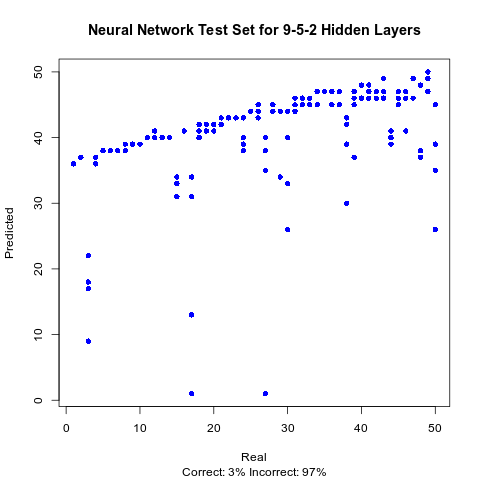 Neural Network Test Set for 9-5-2 Hidden Layers
Predicted
50
40
30
20
10
0
0 10 20 30 40 50
Real
Correct: 3% Incorrect: 97%